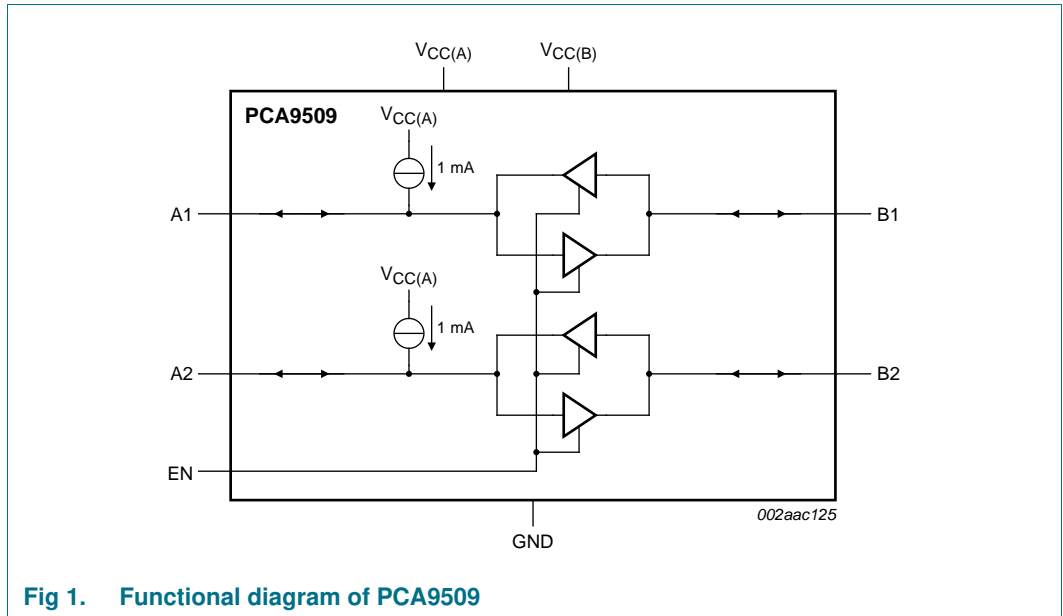 VCC(A) VCC(B)
PCA9509
VCC(A)
1 mA
A1 B1
VCC(A)
1 mA
A2 B2
EN
002aac125
GND
Fig 1. Functional diagram of PCA9509